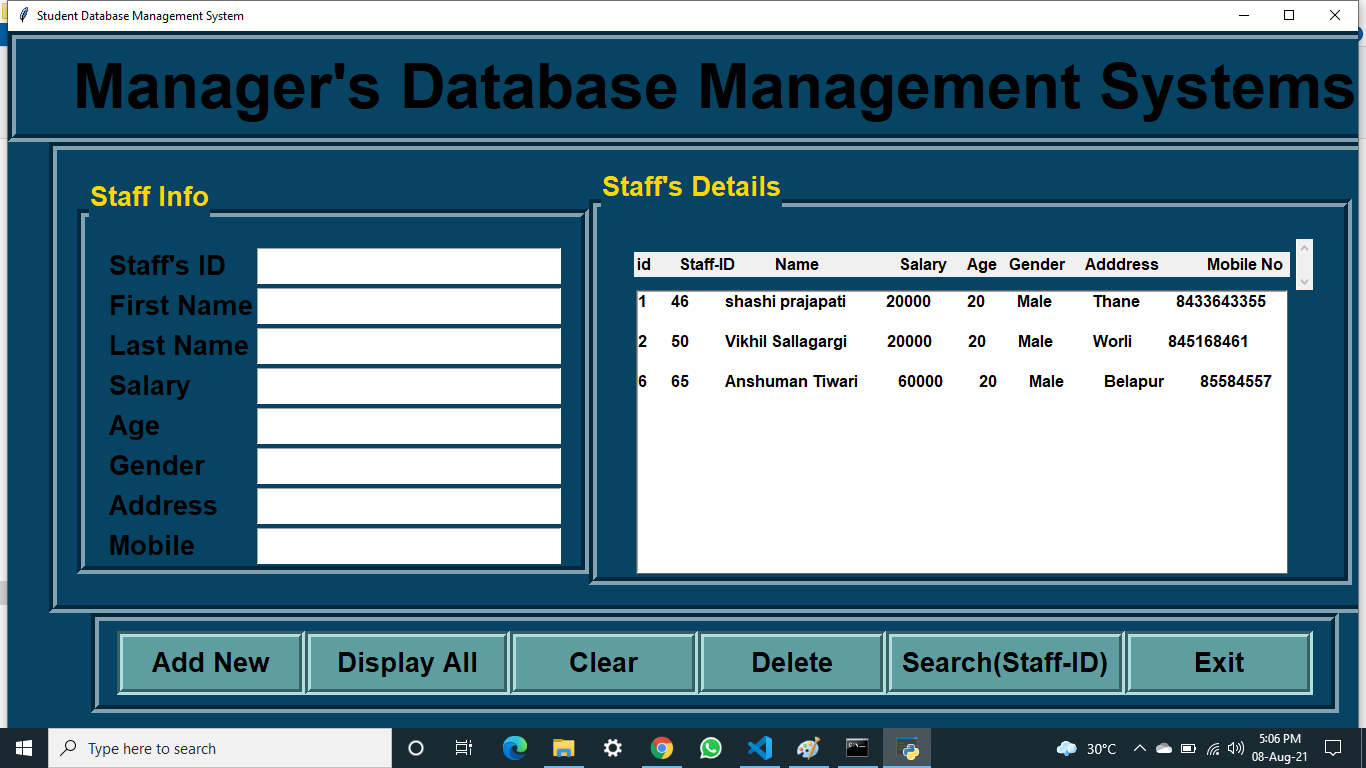 Student Database Management System
Manager's Database Management Systems
Staff Info
Staff's ID
First Name
Last Name
Salary
Age
Gender
Address
Mobile
Staff's Details
id Staff-ID Name Salary Age Gender Adddress Mobile No
1 46 shashi prajapati 20000 20 Male Thane 8433643355
2 50 Vikhil Sallagargi 20000 20 Male Worli 845168461
6 65 Anshuman Tiwari 60000 20 Male Belapur 85584557
Add New Display All Clear Delete Search(Staff-ID) Exit
Type here to search 30°C 5:06 PM
08-Aug-21